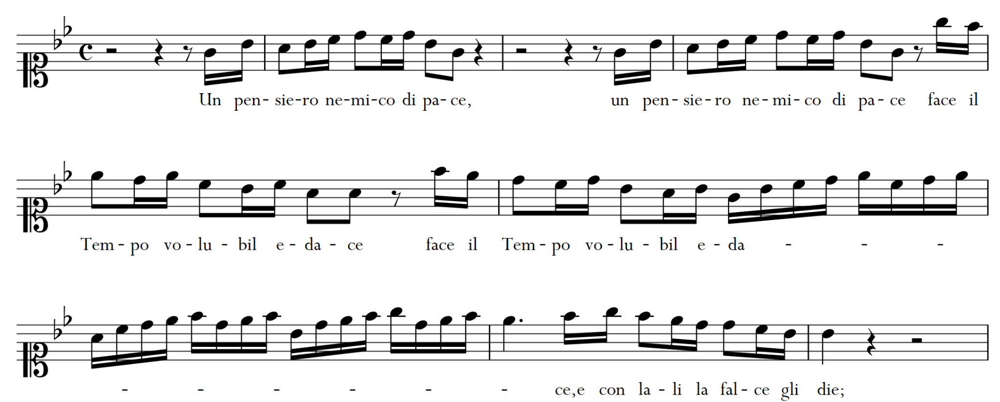 Un pen- sie-ro ne-mi-co di pa-ce, un pen- sie-ro ne-mi-co di pa-ce face il
Tem-po vo-lu-bil e-da-ce face il Tem-po vo-lu-bil e-da - - -
- - - - - - ce,e con la-li la fal-ce gli die;